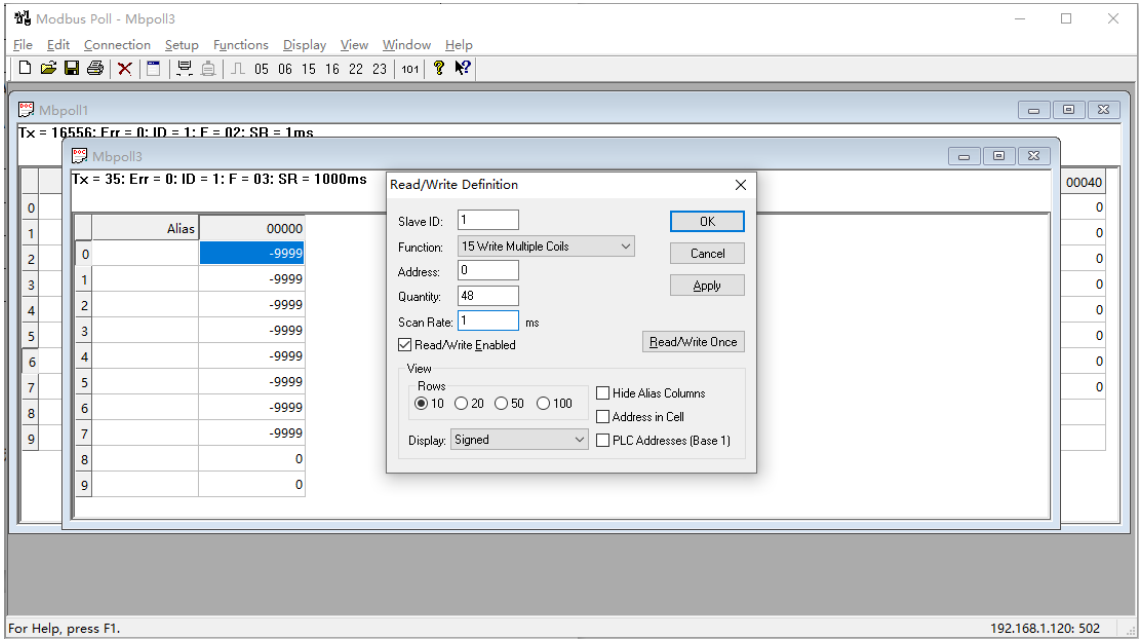 Modbus Poll - Mbpoll3
File Edit Connection Setup Functions Display View Window Help
05 06 15 16 22 23 101
Mbpoll1
Tx = 16556: Err = 0: ID = 1: F = 02: SR = 1ms
00040
0 0
1 0
2 0
3 0
4 0
5 0
6 0
7 0
8
9
Mbpoll3
Tx = 35: Err = 0: ID = 1: F = 03: SR = 1000ms
Alias 00000
0 -9999
1 -9999
2 -9999
3 -9999
4 -9999
5 -9999
6 -9999
7 -9999
8 0
9 0
Read/Write Definition
Slave ID: 1 OK
Function: 15 Write Multiple Coils Cancel
Address: 0
Quantity: 48 Apply
Scan Rate: 1 ms
Read/Write Enabled Read/Write Once
View
Rows
10 20 50 100 Hide Alias Columns
Address in Cell
Display: Signed PLC Addresses (Base 1)
For Help, press F1. 192.168.1.120: 502